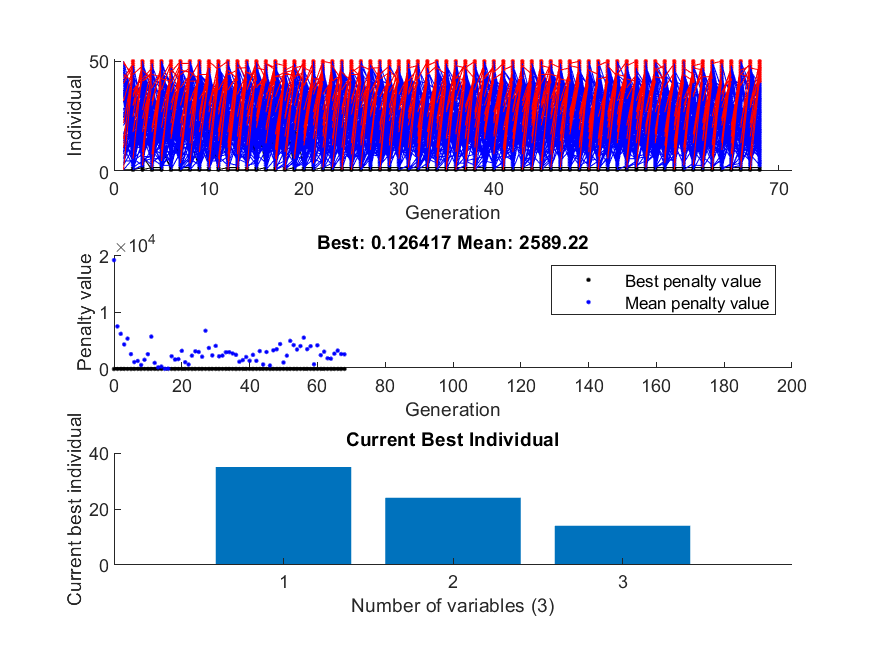 50
0
Individual
0 10 20 30 40 50 60 70
Generation
Best: 0.126417 Mean: 2589.22
×10⁴
2
1
0
Penalty value
Best penalty value
Mean penalty value
0 20 40 60 80 100 120 140 160 180 200
Generation
Current Best Individual
40
20
0
Current best individual
1 2 3
Number of variables (3)